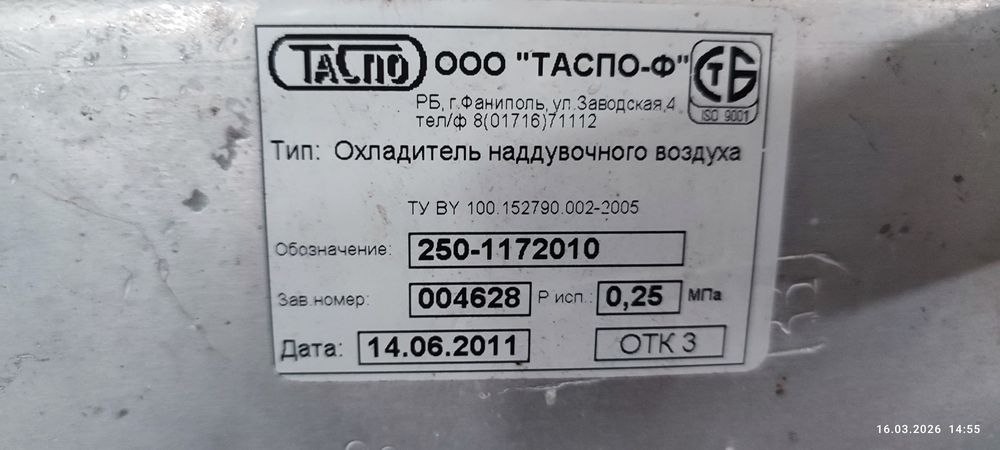 ТАСПО ООО "ТАСПО-Ф" СТБ
ISO 9001
РБ, г.Фаниполь, ул.Заводская,4
тел/ф 8(01716)71112
Тип: Охладитель наддувочного воздуха
ТУ BY 100.152790.002-2005
Обозначение: 250-1172010
Зав.номер: 004628 Р исп.: 0,25 МПа
Дата: 14.06.2011 ОТК 3
16.03.2026 14:55